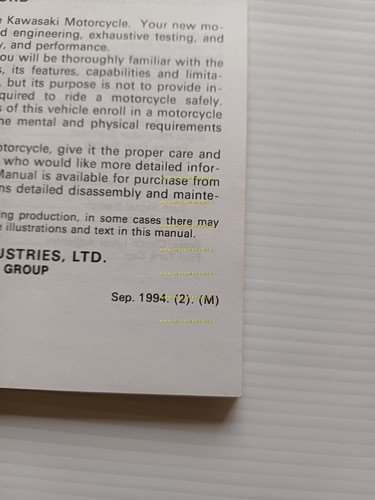 e Kawasaki Motorcycle. Your new mo-
d engineering, exhaustive testing, and
y, and performance.
ou will be thoroughly familiar with the
s, its features, capabilities and limita-
, but its purpose is not to provide in-
quired to ride a motorcycle safely.
s of this vehicle enroll in a motorcycle
he mental and physical requirements
otorcycle, give it the proper care and
who would like more detailed infor-
Manual is available for purchase from
ns detailed disassembly and mainte-
ng production, in some cases there may
e illustrations and text in this manual.
USTRIES, LTD.
GROUP
Sep. 1994. (2). (M)